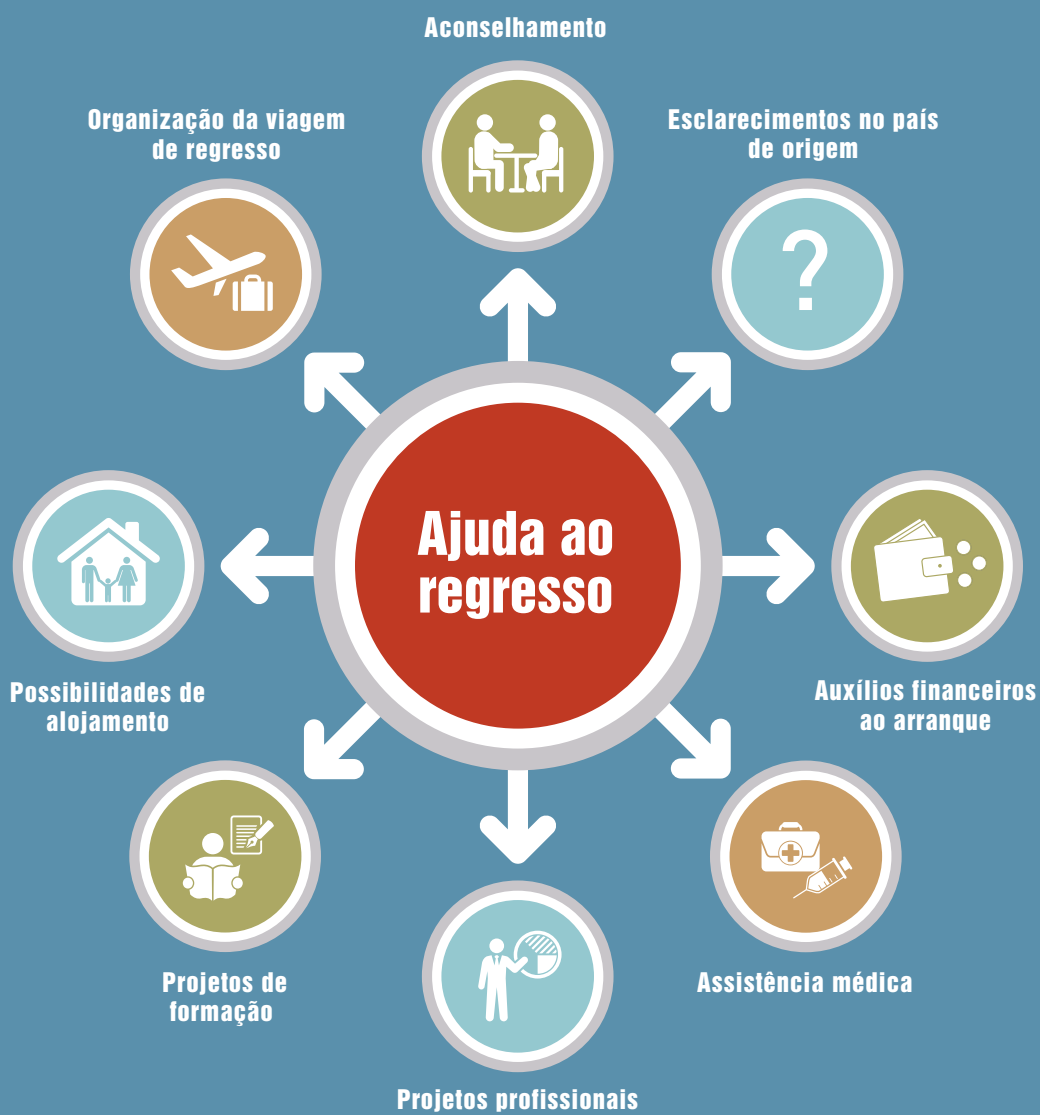 Aconselhamento
Organização da viagem
de regresso
Esclarecimentos no país
de origem
?
Ajuda ao
regresso
Possibilidades de
alojamento
Auxílios financeiros
ao arranque
Projetos de
formação
Assistência médica
Projetos profissionais